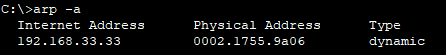 C:\>arp -a
Internet Address Physical Address Type
192.168.33.33 0002.1755.9a06 dynamic